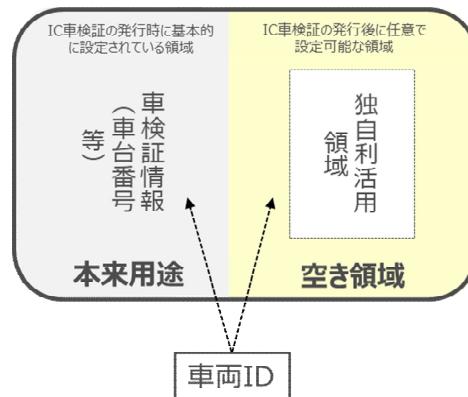 IC車検証の発行時に基本的
に設定されている領域
IC車検証の発行後に任意で
設定可能な領域
車検証情報
(車台番号
等)
独自利活用
領域
本来用途
空き領域
車両ID